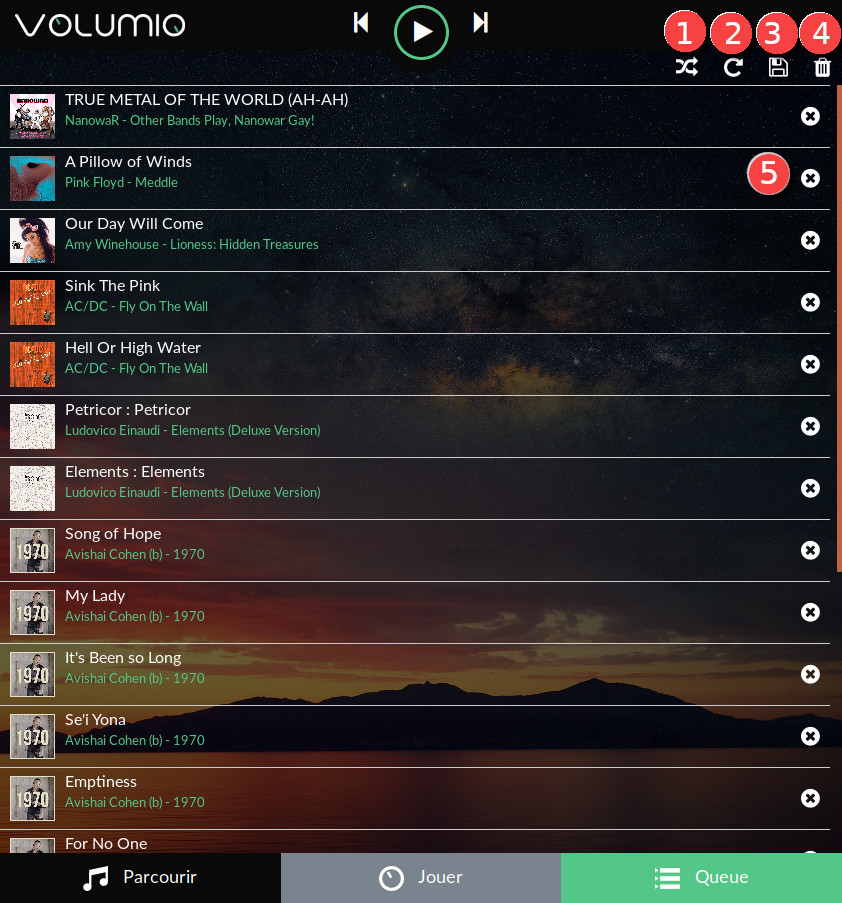 VOLUMIO
1 2 3 4
TRUE METAL OF THE WORLD (AH-AH)
NanowaR - Other Bands Play, Nanowar Gay!
A Pillow of Winds
Pink Floyd - Meddle
5
Our Day Will Come
Amy Winehouse - Lioness: Hidden Treasures
Sink The Pink
AC/DC - Fly On The Wall
Hell Or High Water
AC/DC - Fly On The Wall
Petricor : Petricor
Ludovico Einaudi - Elements (Deluxe Version)
Elements : Elements
Ludovico Einaudi - Elements (Deluxe Version)
Song of Hope
Avishai Cohen (b) - 1970
1970
My Lady
Avishai Cohen (b) - 1970
1970
It's Been so Long
Avishai Cohen (b) - 1970
1970
Se'i Yona
Avishai Cohen (b) - 1970
1970
Emptiness
Avishai Cohen (b) - 1970
1970
For No One
Parcourir Jouer Queue